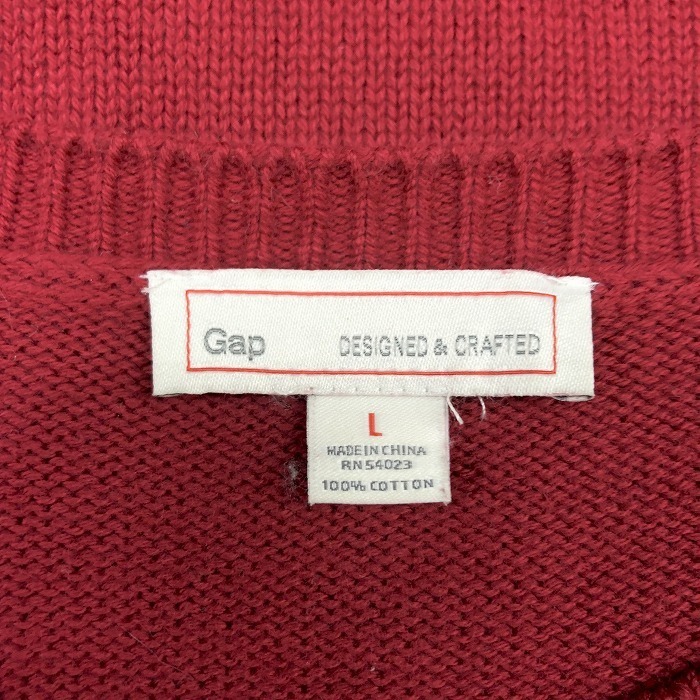 Gap DESIGNED & CRAFTED
L
MADE IN CHINA
RN 54023
100% COTTON